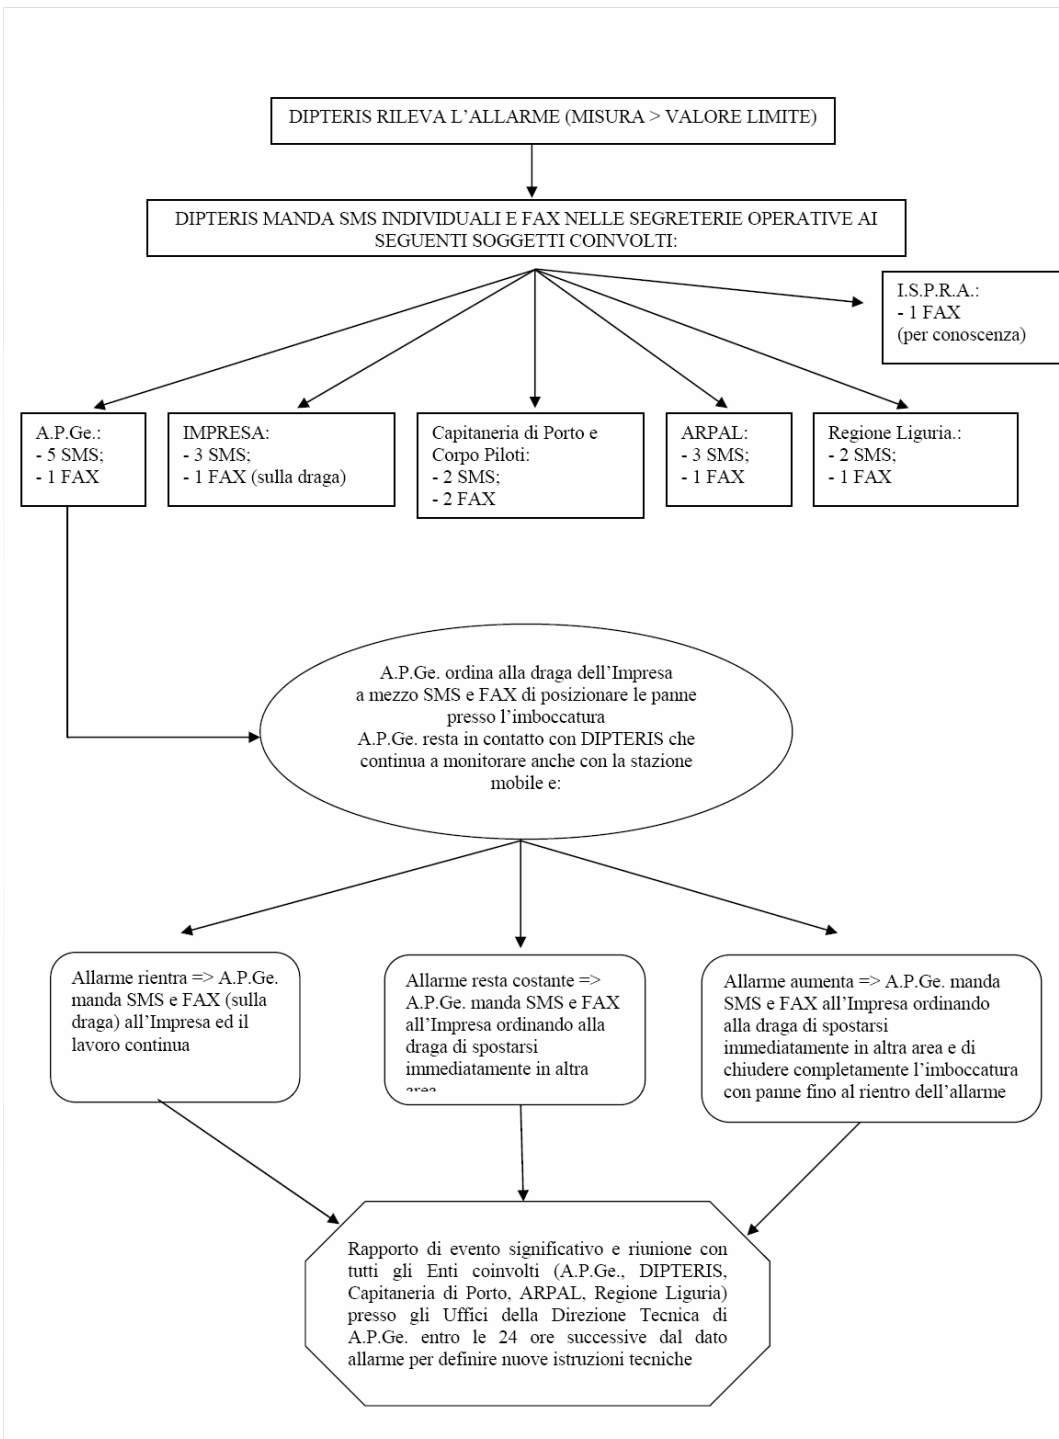 DIPTERIS RILEVA L'ALLARME (MISURA > VALORE LIMITE)
DIPTERIS MANDA SMS INDIVIDUALI E FAX NELLE SEGRETERIE OPERATIVE AI
SEGUENTI SOGGETTI COINVOLTI:
I.S.P.R.A.:
- 1 FAX
(per conoscenza)
A.P.Ge.:
- 5 SMS;
- 1 FAX
IMPRESA:
- 3 SMS;
- 1 FAX (sulla draga)
Capitaneria di Porto e
Corpo Piloti:
- 2 SMS;
- 2 FAX
ARPAL:
- 3 SMS;
- 1 FAX
Regione Liguria.:
- 2 SMS;
- 1 FAX
A.P.Ge. ordina alla draga dell'Impresa
a mezzo SMS e FAX di posizionare le panne
presso l'imboccatura
A.P.Ge. resta in contatto con DIPTERIS che
continua a monitorare anche con la stazione
mobile e:
Allarme rientra => A.P.Ge.
manda SMS e FAX (sulla
draga) all'Impresa ed il
lavoro continua
Allarme resta costante =>
A.P.Ge. manda SMS e FAX
all'Impresa ordinando alla
draga di spostarsi
immediatamente in altra
area
Allarme aumenta => A.P.Ge. manda
SMS e FAX all'Impresa ordinando
alla draga di spostarsi
immediatamente in altra area e di
chiudere completamente l'imboccatura
con panne fino al rientro dell'allarme
Rapporto di evento significativo e riunione con
tutti gli Enti coinvolti (A.P.Ge., DIPTERIS,
Capitaneria di Porto, ARPAL, Regione Liguria)
presso gli Uffici della Direzione Tecnica di
A.P.Ge. entro le 24 ore successive dal dato
allarme per definire nuove istruzioni tecniche